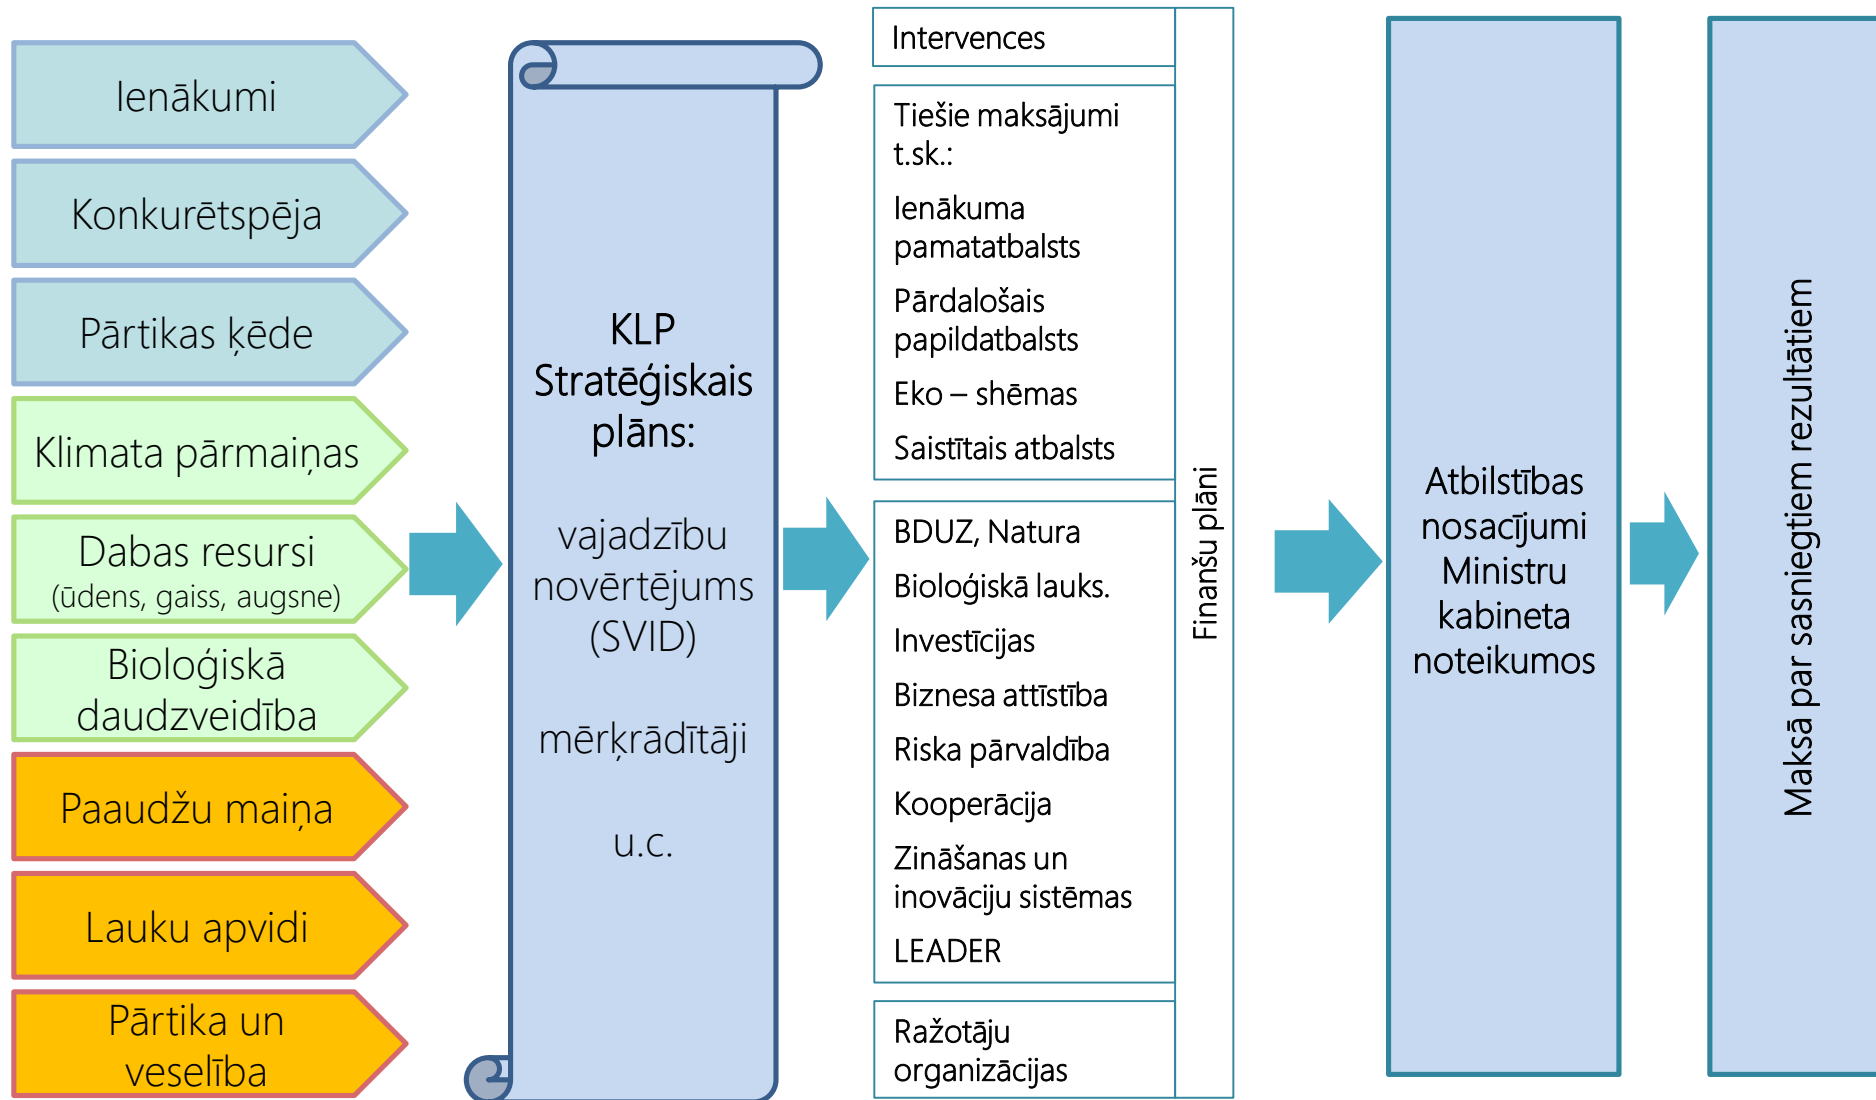 Ienākumi
Konkurētspēja
Pārtikas ķēde
Klimata pārmaiņas
Dabas resursi
(ūdens, gaiss, augsne)
Bioloģiskā
daudzveidība
Paaudžu maiņa
Lauku apvidi
Pārtika un
veselība
KLP
Stratēģiskais
plāns:
vajadzību
novērtējums
(SVID)
mērķrādītāji
u.c.
Intervences
Tiešie maksājumi
t.sk.:
Ienākuma
pamatatbalsts
Pārdalošais
papildatbalsts
Eko – shēmas
Saistītais atbalsts
BDUZ, Natura
Bioloģiskā lauks.
Investīcijas
Biznesa attīstība
Riska pārvaldība
Kooperācija
Zināšanas un
inovāciju sistēmas
LEADER
Ražotāju
organizācijas
Finanšu plāni
Atbilstības
nosacījumi
Ministru
kabineta
noteikumos
Maksā par sasniegtiem rezultātiem